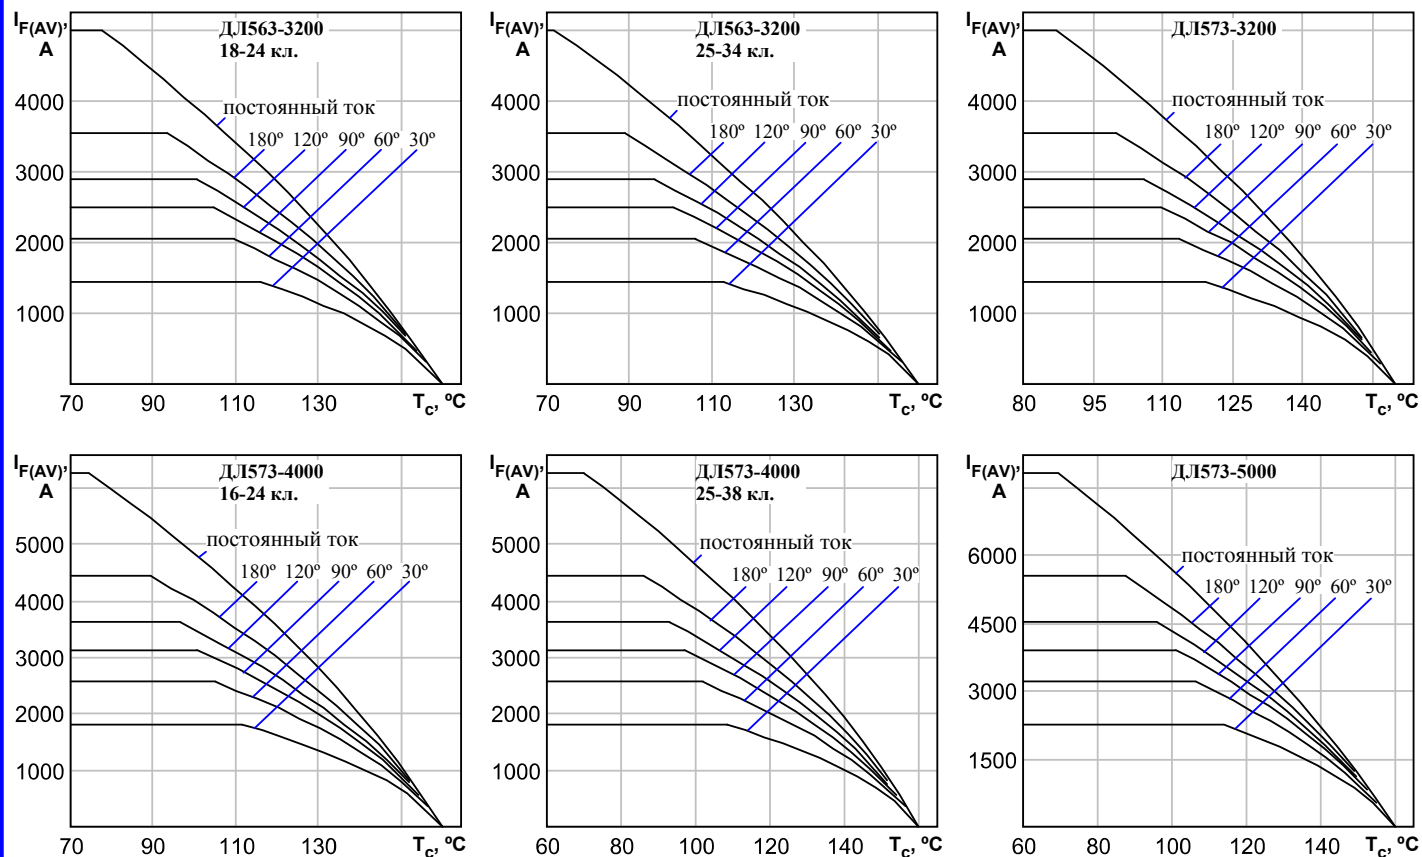 I F(AV),
A
ДЛ563-3200
18-24 кл.
4000
3000
2000
1000
постоянный ток
180º 120º 90º 60º 30º
70 90 110 130 Tc, ºC
I F(AV),
A
ДЛ563-3200
25-34 кл.
4000
3000
2000
1000
постоянный ток
180º 120º 90º 60º 30º
70 90 110 130 Tc, ºC
I F(AV),
A
ДЛ573-3200
4000
3000
2000
1000
постоянный ток
180º 120º 90º 60º 30º
80 95 110 125 140 Tc, ºC
I F(AV),
A
ДЛ573-4000
16-24 кл.
5000
4000
3000
2000
1000
постоянный ток
180º 120º 90º 60º 30º
70 90 110 130 Tc, ºC
I F(AV),
A
ДЛ573-4000
25-38 кл.
5000
4000
3000
2000
1000
постоянный ток
180º 120º 90º 60º 30º
60 80 100 120 140 Tc, ºC
I F(AV),
A
ДЛ573-5000
6000
4500
3000
1500
постоянный ток
180º 120º 90º 60º 30º
60 80 100 120 140 Tc, ºC